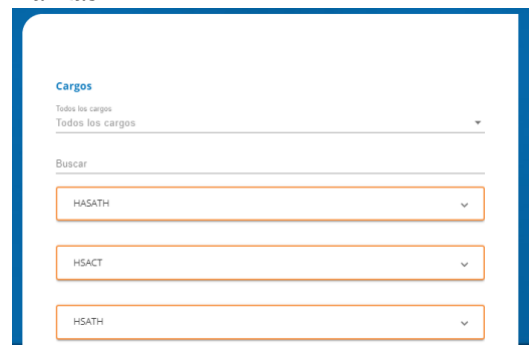 Cargos
Todos los cargos
Todos los cargos
Buscar
HASATH
HSACT
HSATH